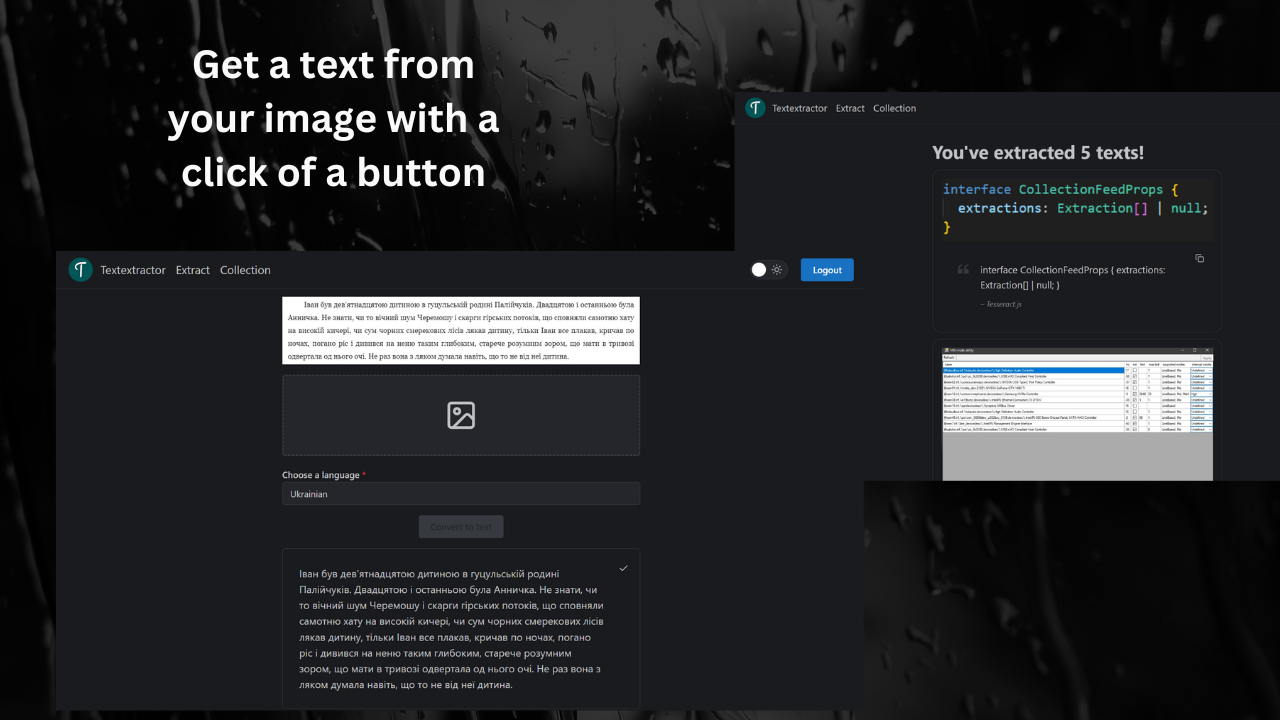 Get a text from
your image with a
click of a button
Textextractor Extract Collection
You've extracted 5 texts!
interface CollectionFeedProps {
extractions: Extraction[] | null;
}
interface CollectionFeedProps { extractions:
Extraction[] | null; }
– Tesseract.js
Textextractor Extract Collection
Logout
Іван був дев'ятнадцятою дитиною в гуцульській родині Палійчуків. Двадцятою і останньою була
Анничка. Не знати, чи то вічний шум Черемошу і скарги гірських потоків, що сповняли самотню хату
на високій кичері, чи сум чорних смерекових лісів лякав дитину, тільки Іван все плакав, кричав по
ночах, погано ріс і дивився на неню таким глибоким, старече розумним зором, що мати в тривозі
одвертала од нього очі. Не раз вона з ляком думала навіть, що то не від неї дитина.
Choose a language *
Ukrainian
Convert to text
Іван був дев'ятнадцятою дитиною в гуцульській родині
Палійчуків. Двадцятою і останньою була Анничка. Не знати, чи
то вічний шум Черемошу і скарги гірських потоків, що сповняли
самотню хату на високій кичері, чи сум чорних смерекових лісів
лякав дитину, тільки Іван все плакав, кричав по ночах, погано
ріс і дивився на неню таким глибоким, старече розумним
зором, що мати в тривозі одвертала од нього очі. Не раз вона з
ляком думала навіть, що то не від неї дитина.